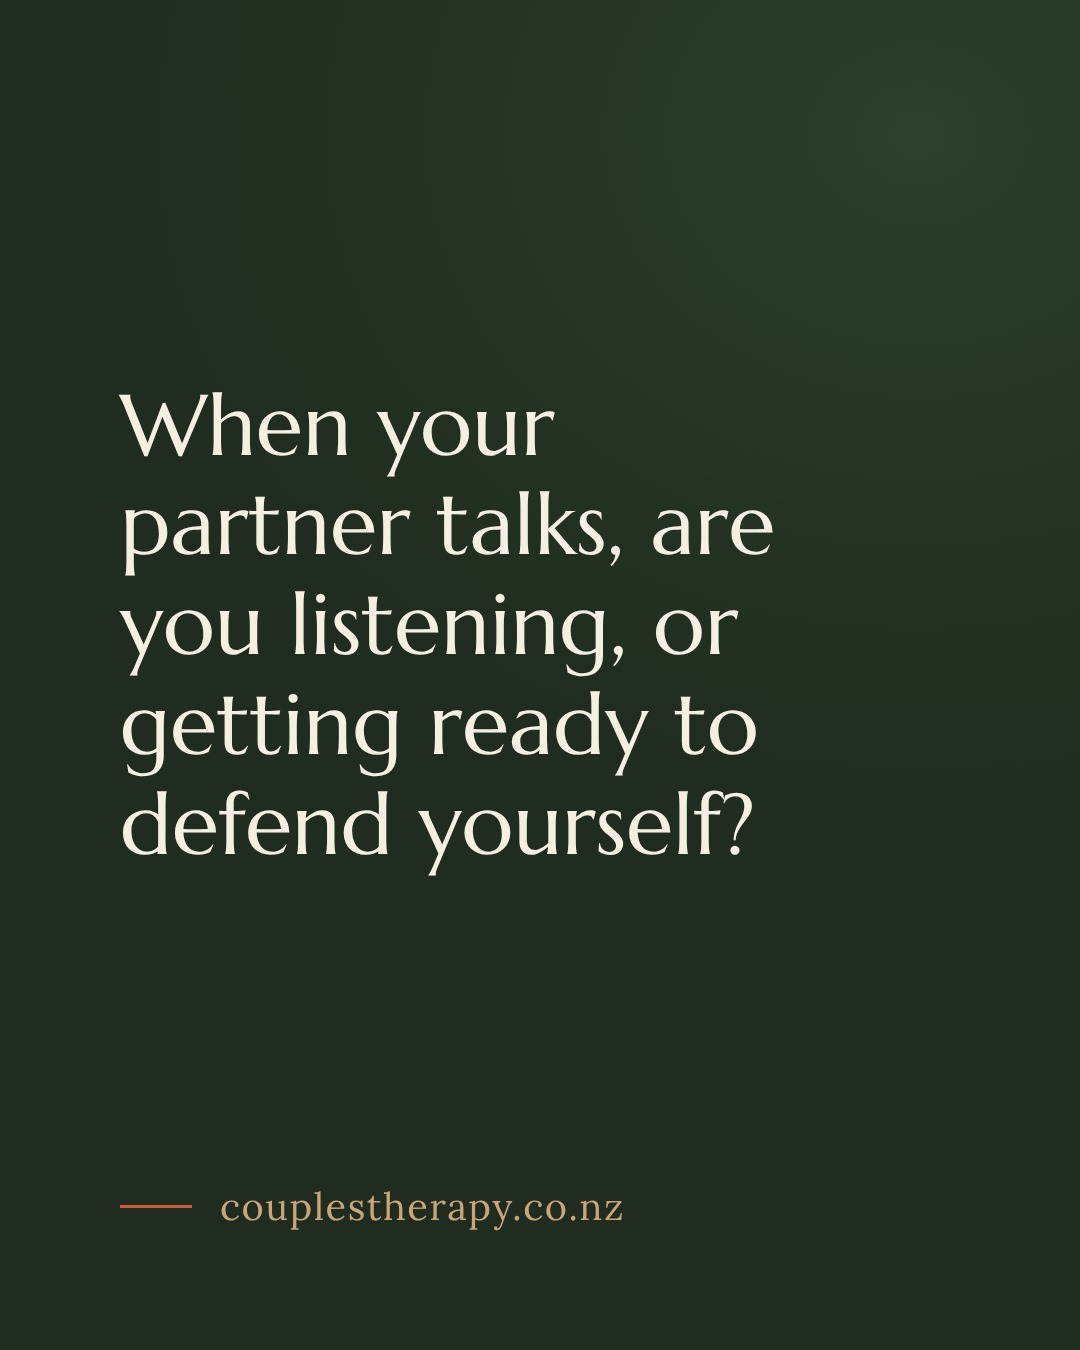 When your
partner talks, are
you listening, or
getting ready to
defend yourself?
couplestherapy.co.nz